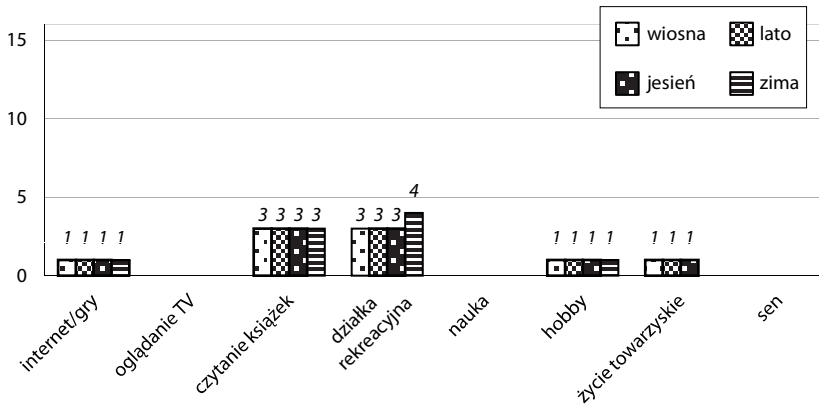 wiosna
lato
jesień
zima
15
10
5
0
1 1 1 1
3 3 3 3
3 3 3 4
1 1 1 1
1 1 1
internet/gry
oglądanie TV
czytanie książek
działka
rekreacyjna
nauka
hobby
życie towarzyskie
sen